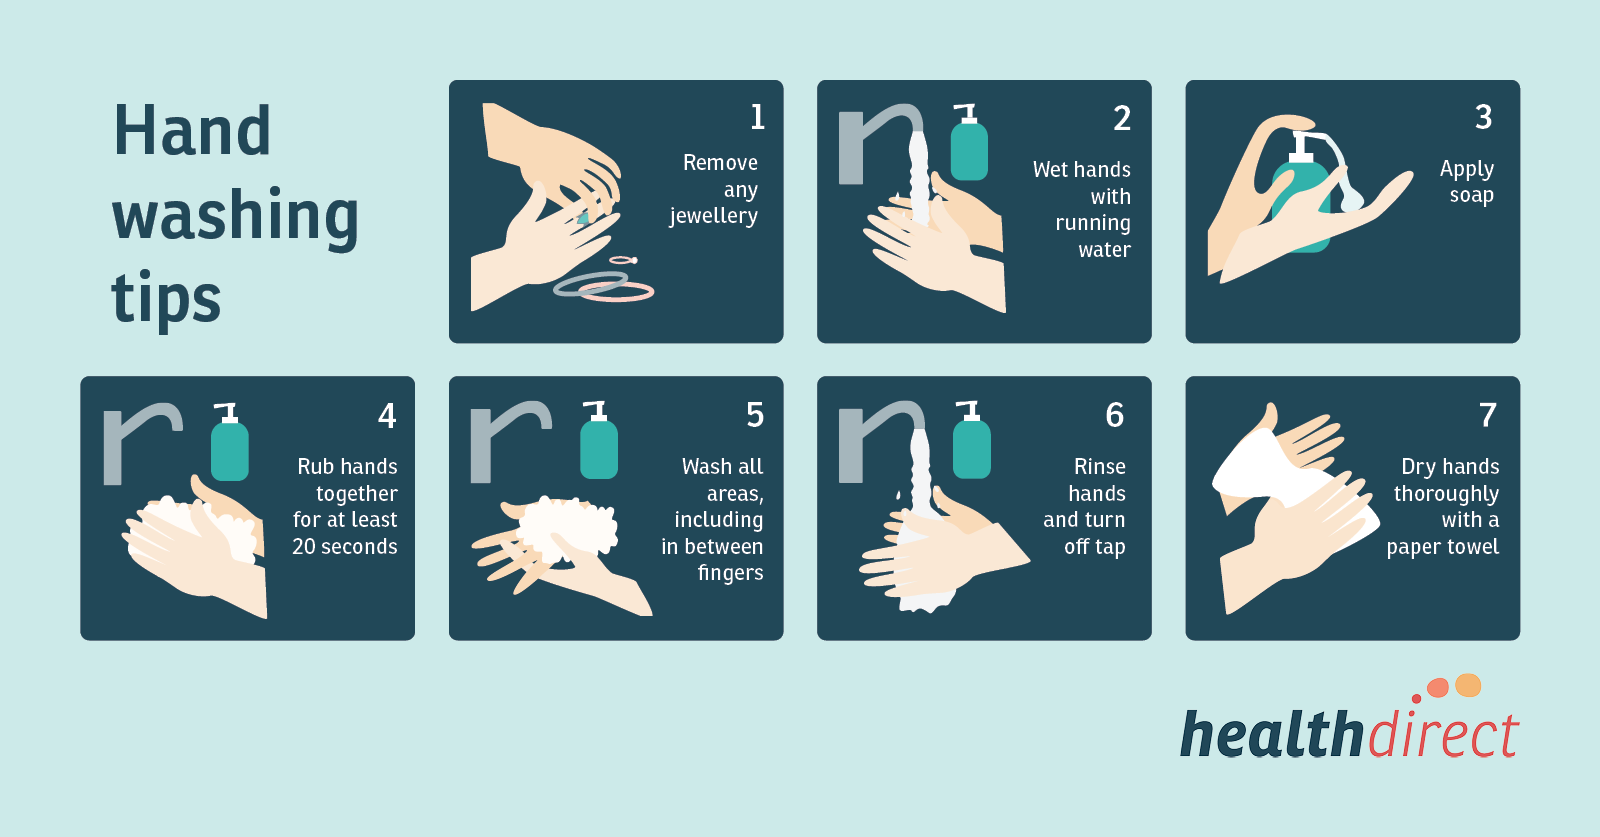 Hand
washing
tips
1
Remove
any
jewellery
2
Wet hands
with
running
water
3
Apply
soap
4
Rub hands
together
for at least
20 seconds
5
Wash all
areas,
including
in between
fingers
6
Rinse
hands
and turn
off tap
7
Dry hands
thoroughly
with a
paper towel
healthdirect